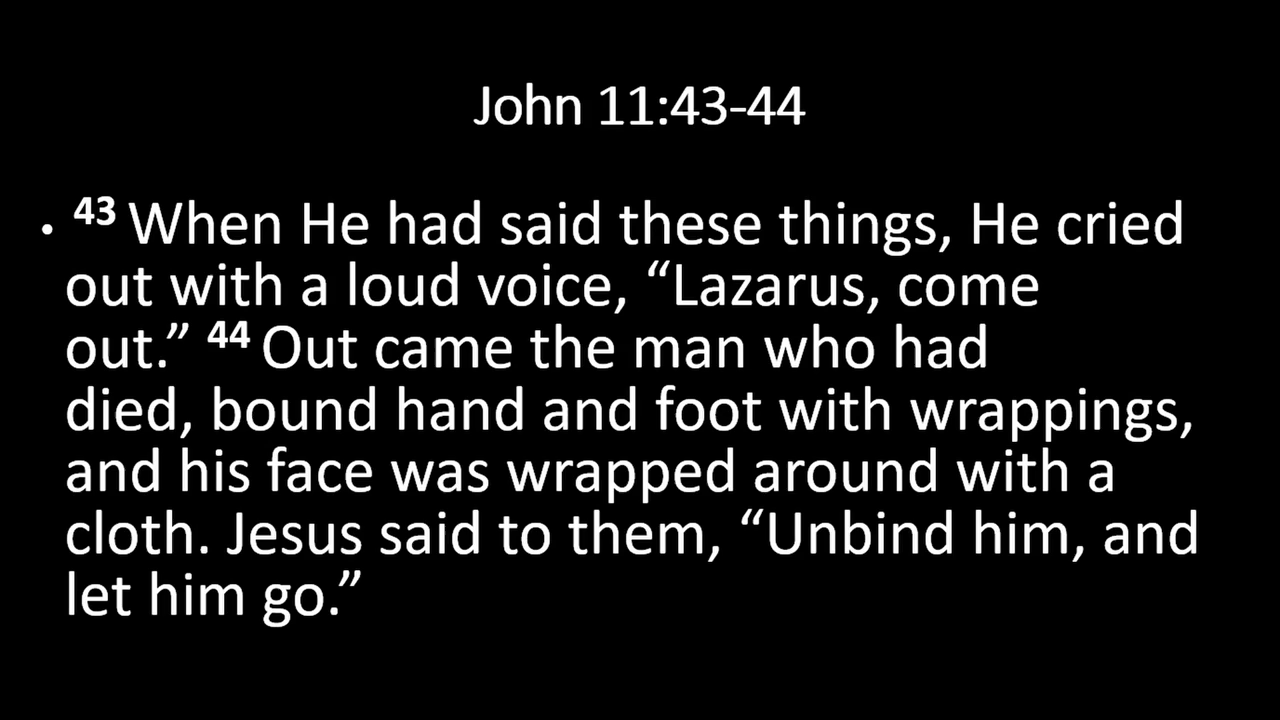 John 11:43-44
• 43 When He had said these things, He cried
out with a loud voice, “Lazarus, come
out.” 44 Out came the man who had
died, bound hand and foot with wrappings,
and his face was wrapped around with a
cloth. Jesus said to them, “Unbind him, and
let him go.”